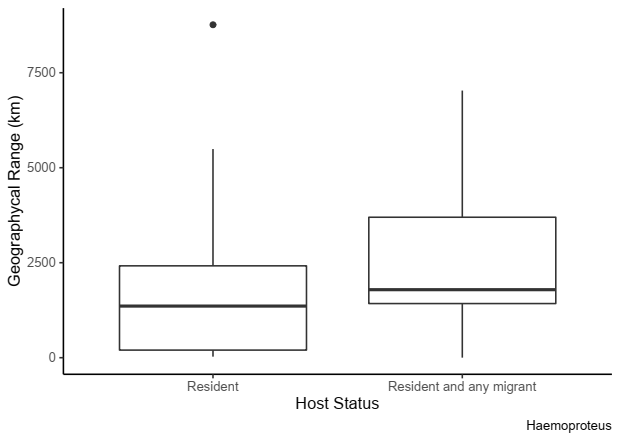 Geographycal Range (km)
7500
5000
2500
0
Resident
Resident and any migrant
Host Status
Haemoproteus